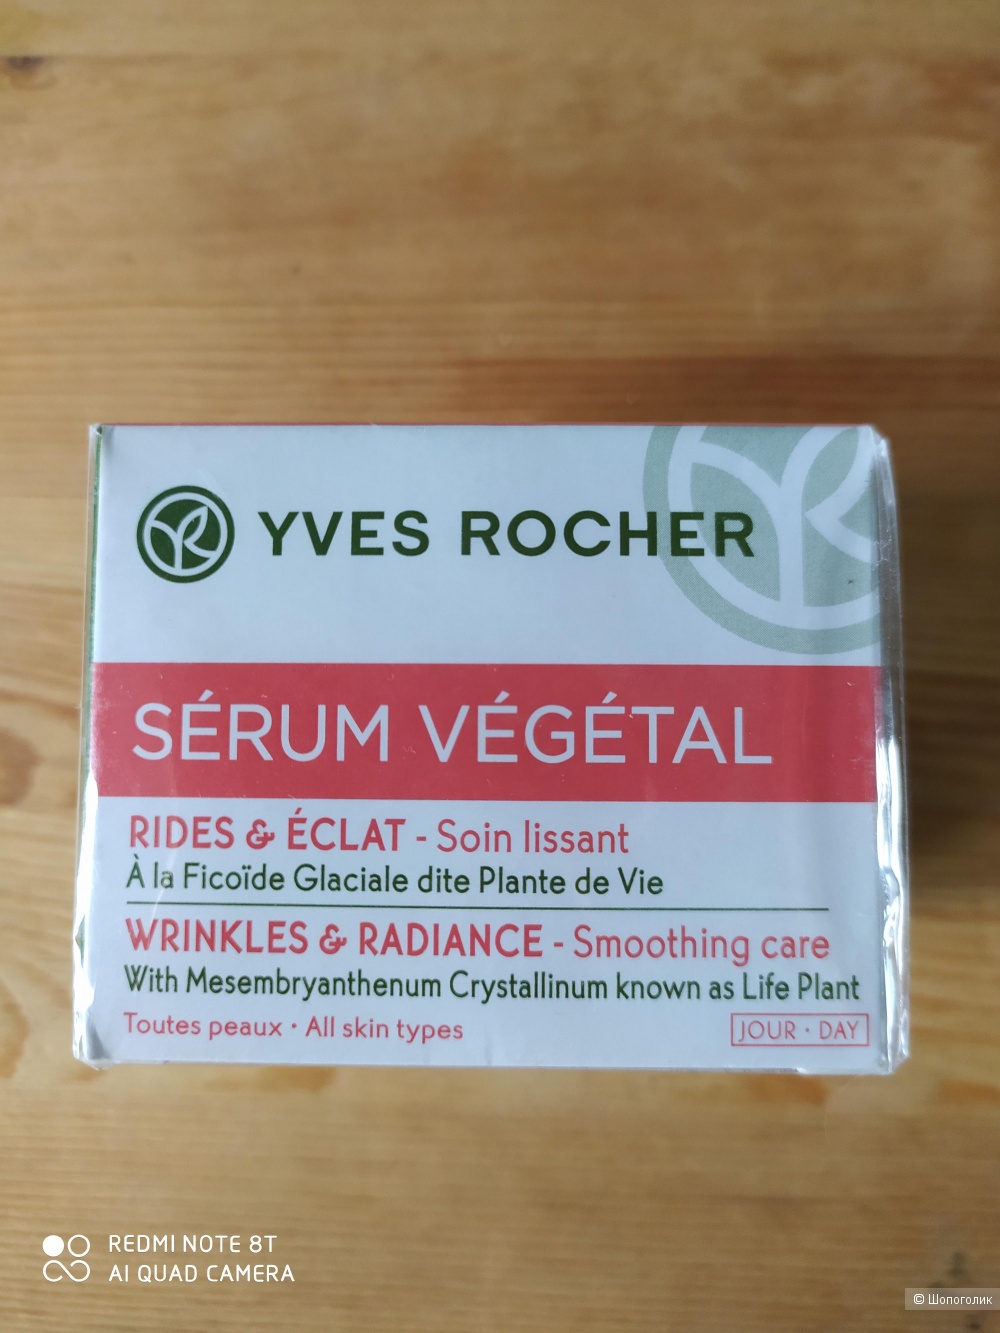 YVES ROCHER
SÉRUM VÉGÉTAL
RIDES & ÉCLAT - Soin lissant
À la Ficoïde Glaciale dite Plante de Vie
WRINKLES & RADIANCE - Smoothing care
With Mesembryanthenum Crystallinum known as Life Plant
Toutes peaux · All skin types
JOUR · DAY
REDMI NOTE 8T
AI QUAD CAMERA
© Шопоголик